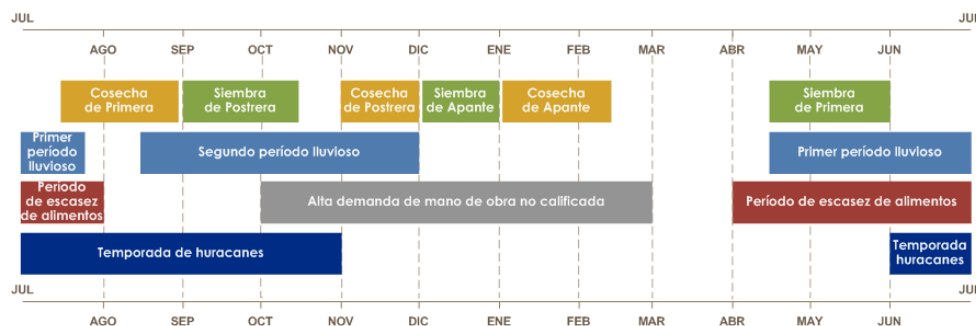 JUL
JUL
AGO SEP OCT NOV DIC ENE FEB MAR ABR MAY JUN
Cosecha
de Primera
Siembra
de Postrera
Cosecha
de Postrera
Siembra
de Apante
Cosecha
de Apante
Siembra
de Primera
Primer
período
lluvioso
Segundo período lluvioso
Primer período lluvioso
Período
de escasez
de alimentos
Alta demanda de mano de obra no calificada
Período de escasez de alimentos
Temporada de huracanes
Temporada
huracanes
JUL
JUL
AGO SEP OCT NOV DIC ENE FEB MAR ABR MAY JUN